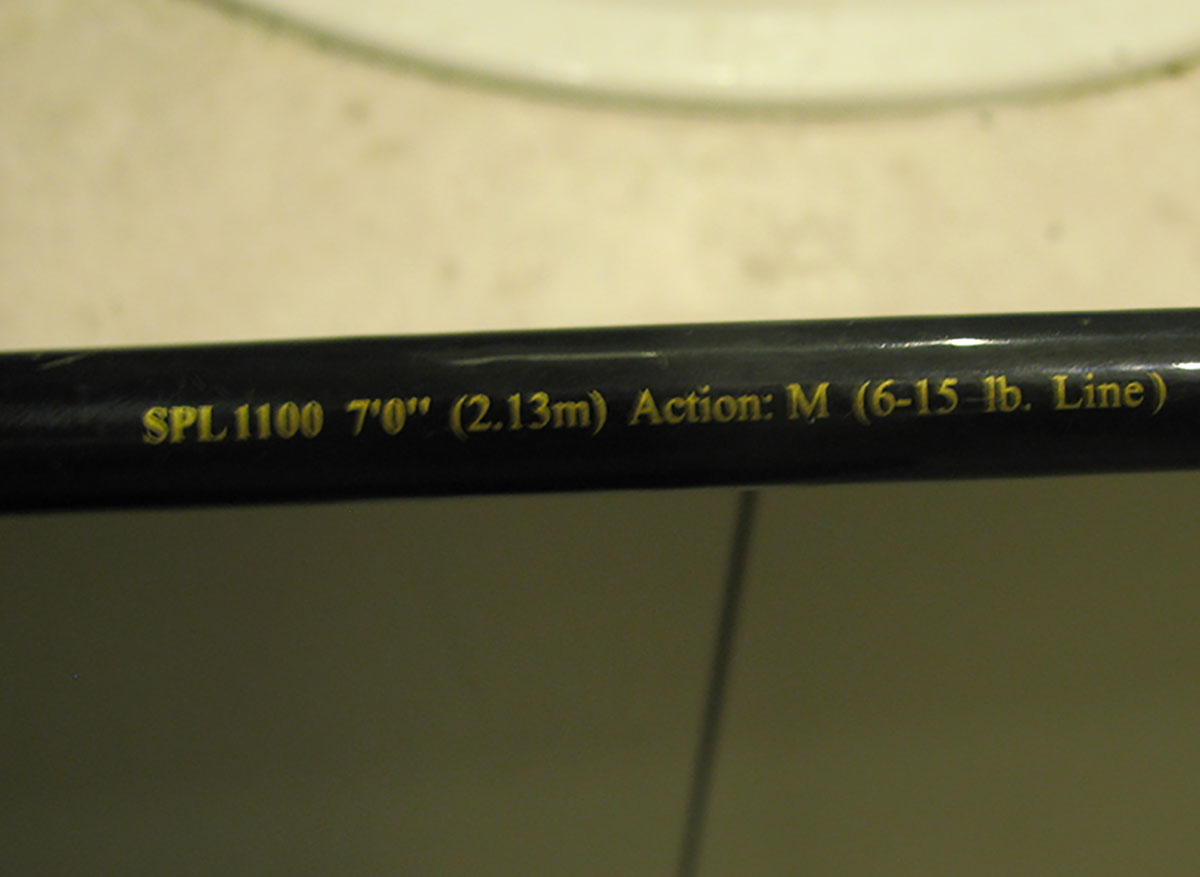 SPL1100 7'0" (2.13m) Action: M (6-15 lb. Line)